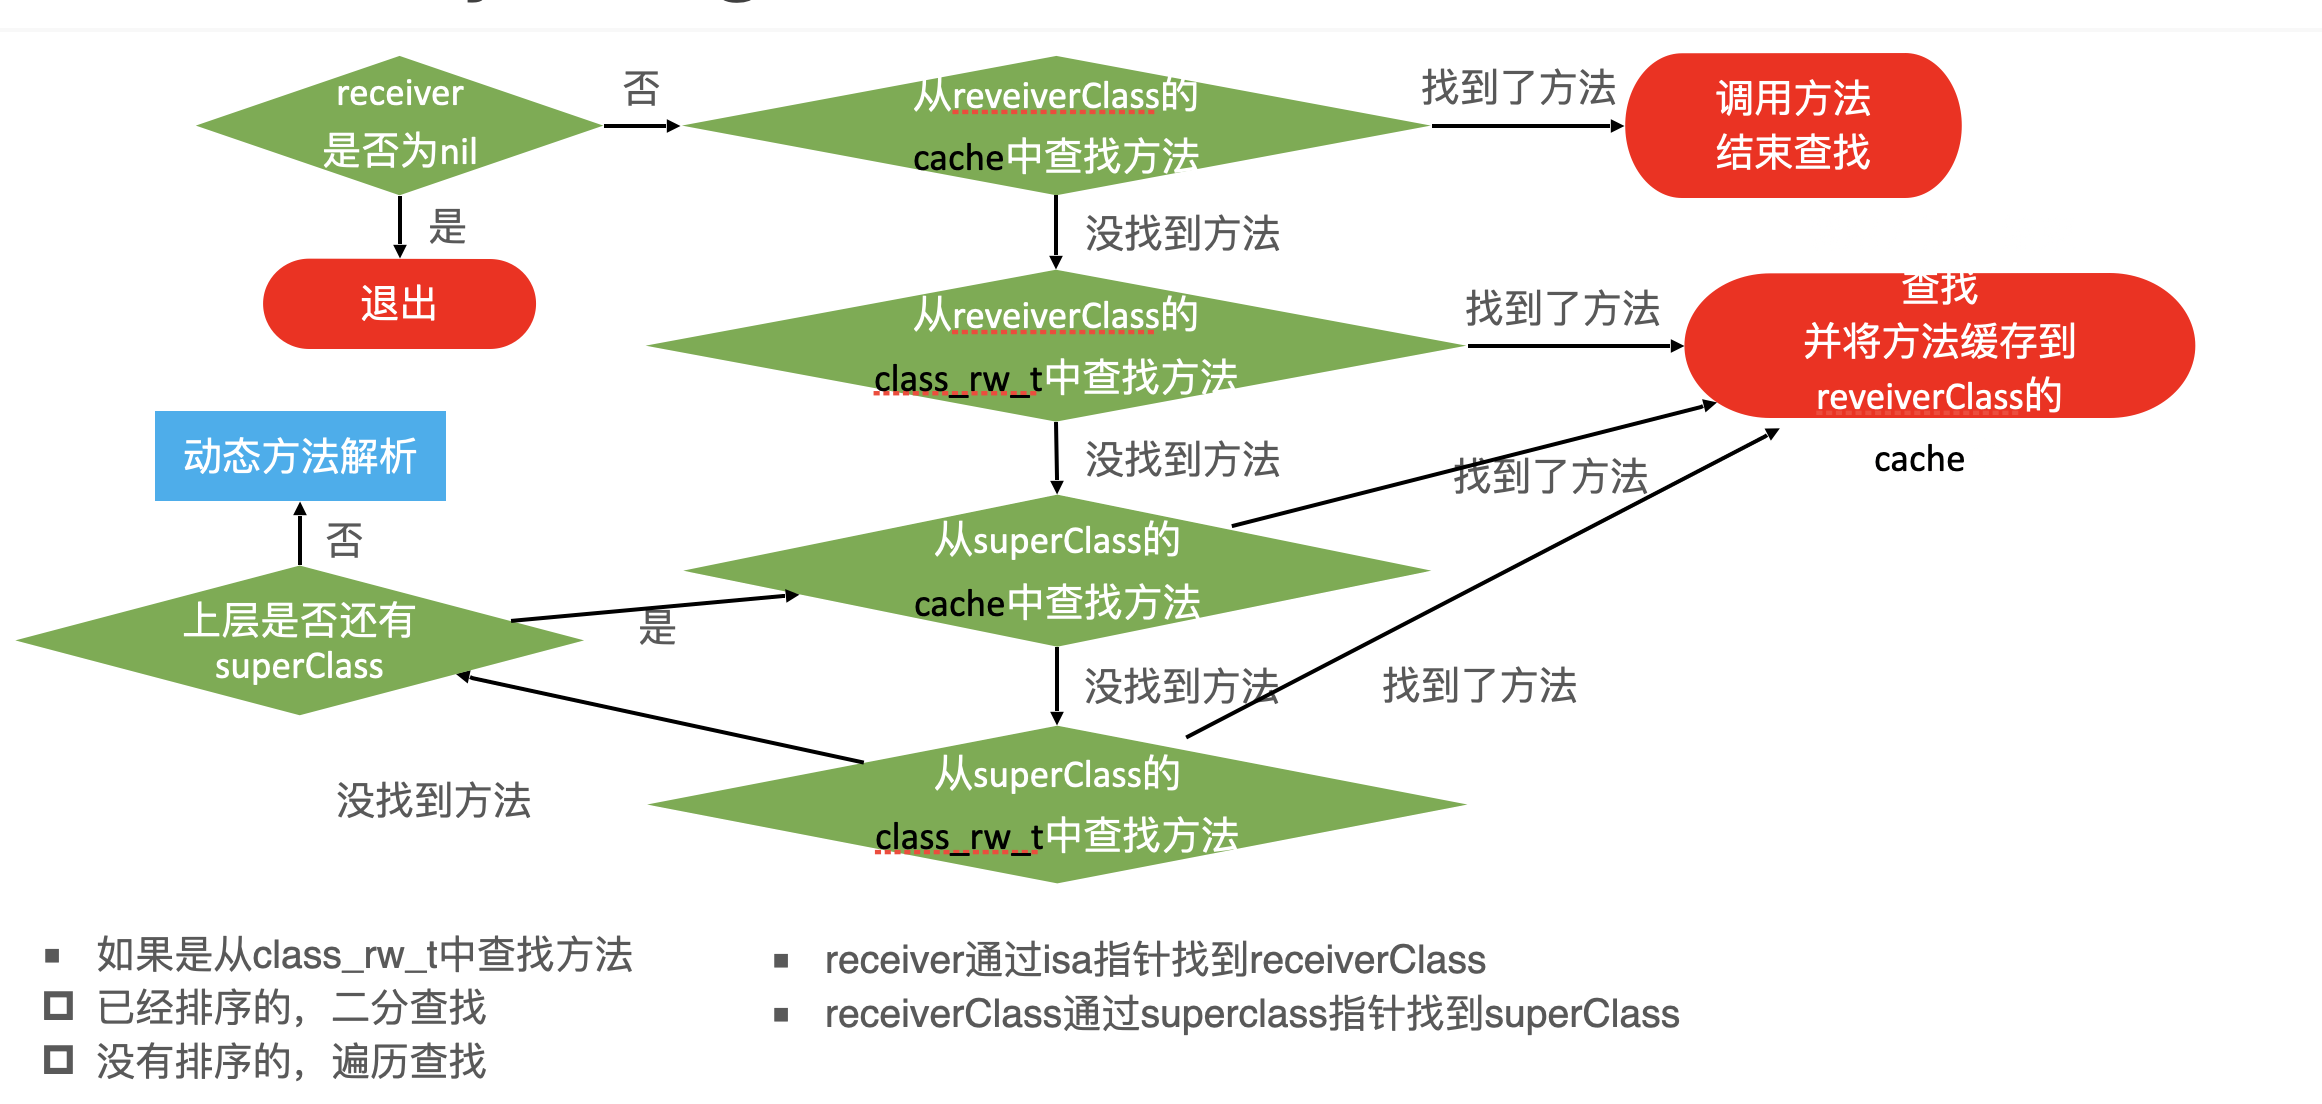 receiver
是否为nil
否
从reveiverClass的
cache中查找方法
找到了方法
调用方法
结束查找
是
没找到方法
退出
从reveiverClass的
class_rw_t中查找方法
找到了方法
查找
并将方法缓存到
reveiverClass的
cache
动态方法解析
没找到方法
找到了方法
否
从superClass的
cache中查找方法
上层是否还有
superClass
是
没找到方法
找到了方法
从superClass的
class_rw_t中查找方法
没找到方法
如果是从class_rw_t中查找方法
已经排序的，二分查找
没有排序的，遍历查找
receiver通过isa指针找到receiverClass
receiverClass通过superclass指针找到superClass